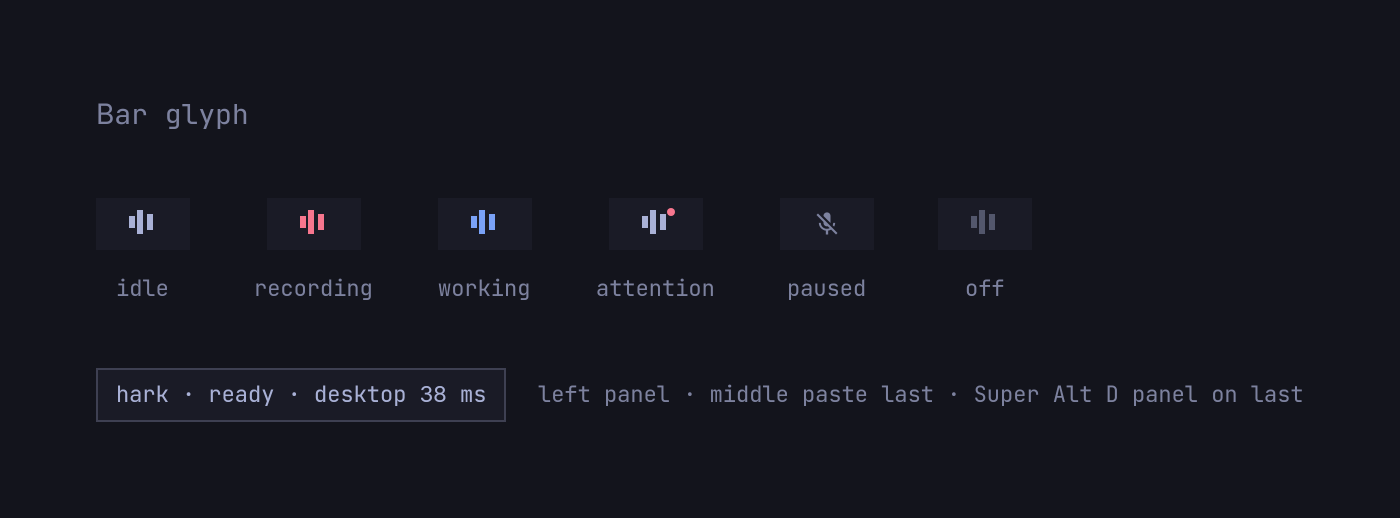 Bar glyph
idle recording working attention paused off
hark · ready · desktop 38 ms left panel · middle paste last · Super Alt D panel on last